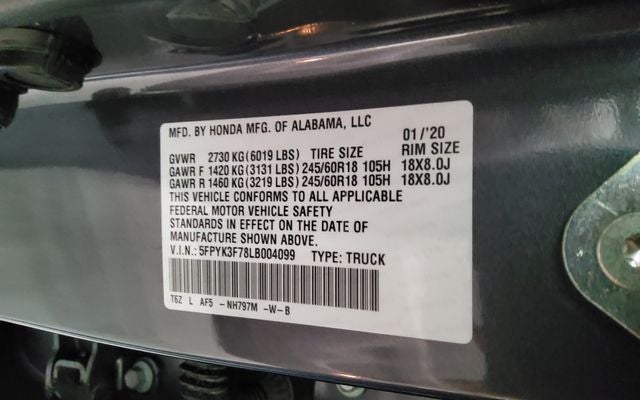 MFD. BY HONDA MFG. OF ALABAMA, LLC 01/'20
GVWR 2730 KG(6019 LBS) TIRE SIZE RIM SIZE
GAWR F 1420 KG(3131 LBS) 245/60R18 105H 18X8.0J
GAWR R 1460 KG(3219 LBS) 245/60R18 105H 18X8.0J
THIS VEHICLE CONFORMS TO ALL APPLICABLE
FEDERAL MOTOR VEHICLE SAFETY
STANDARDS IN EFFECT ON THE DATE OF
MANUFACTURE SHOWN ABOVE.
V.I.N.: 5FPYK3F78LB004099 TYPE: TRUCK
T6Z L AF5 - NH797M -W-B